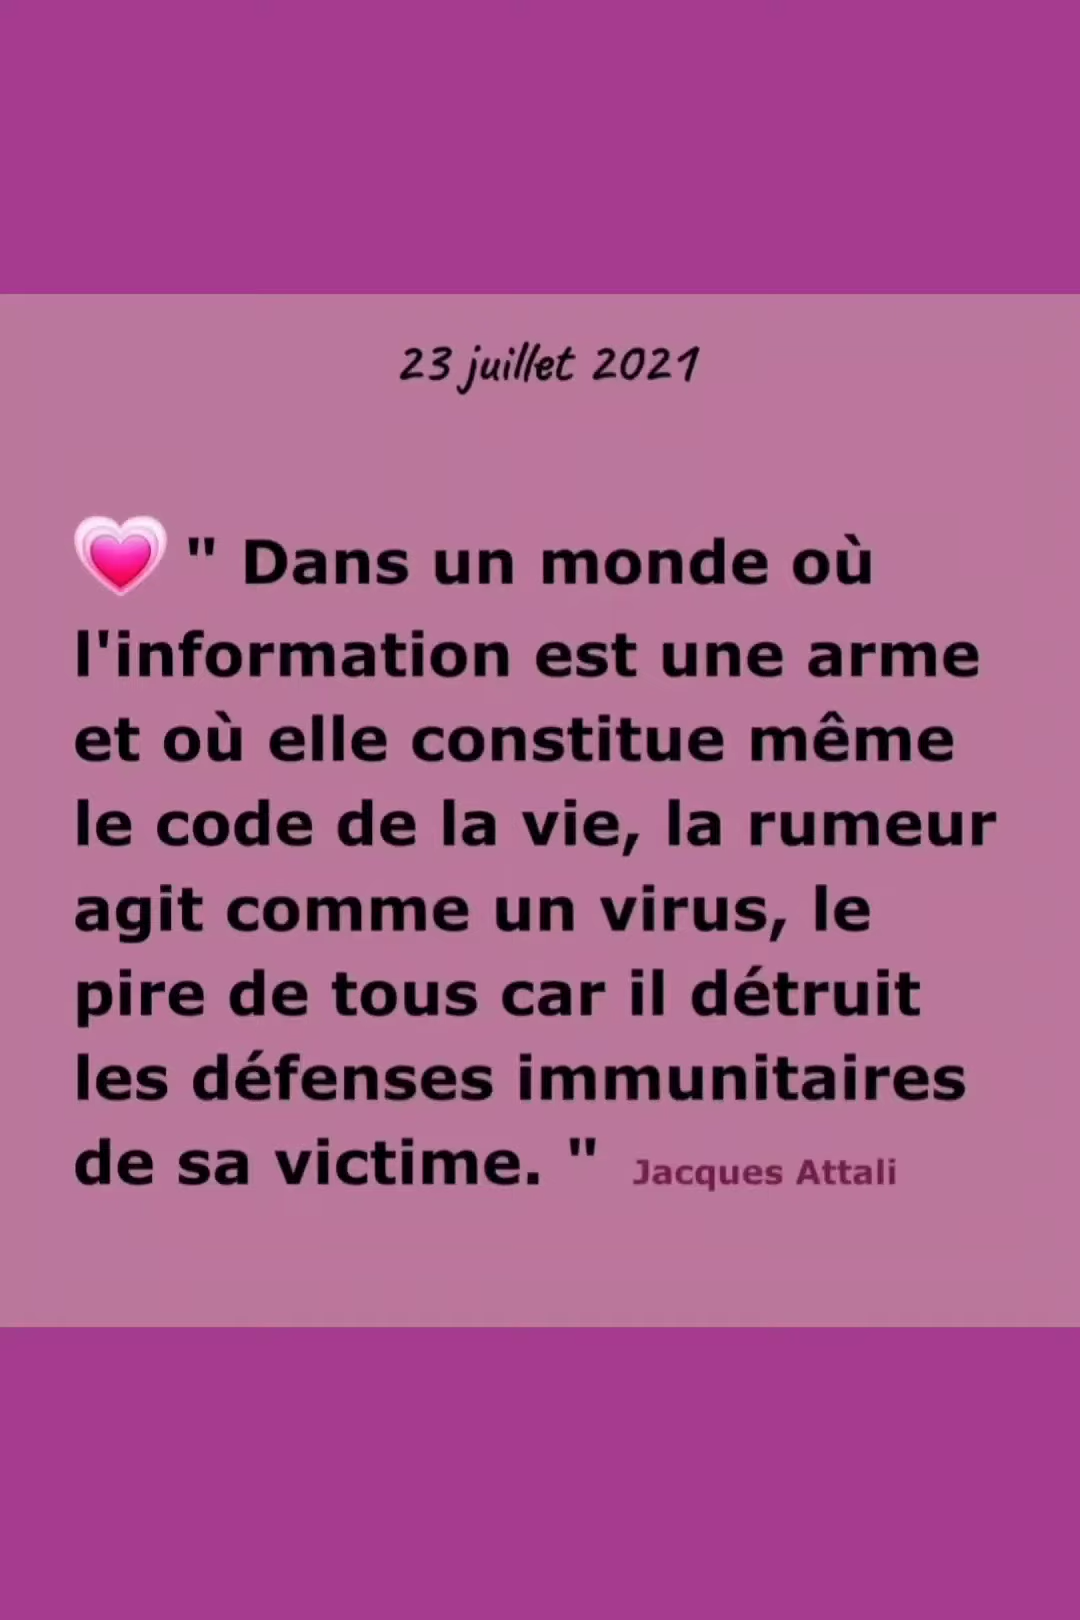 23 juillet 2021
💗 " Dans un monde où
l'information est une arme
et où elle constitue même
le code de la vie, la rumeur
agit comme un virus, le
pire de tous car il détruit
les défenses immunitaires
de sa victime. " Jacques Attali